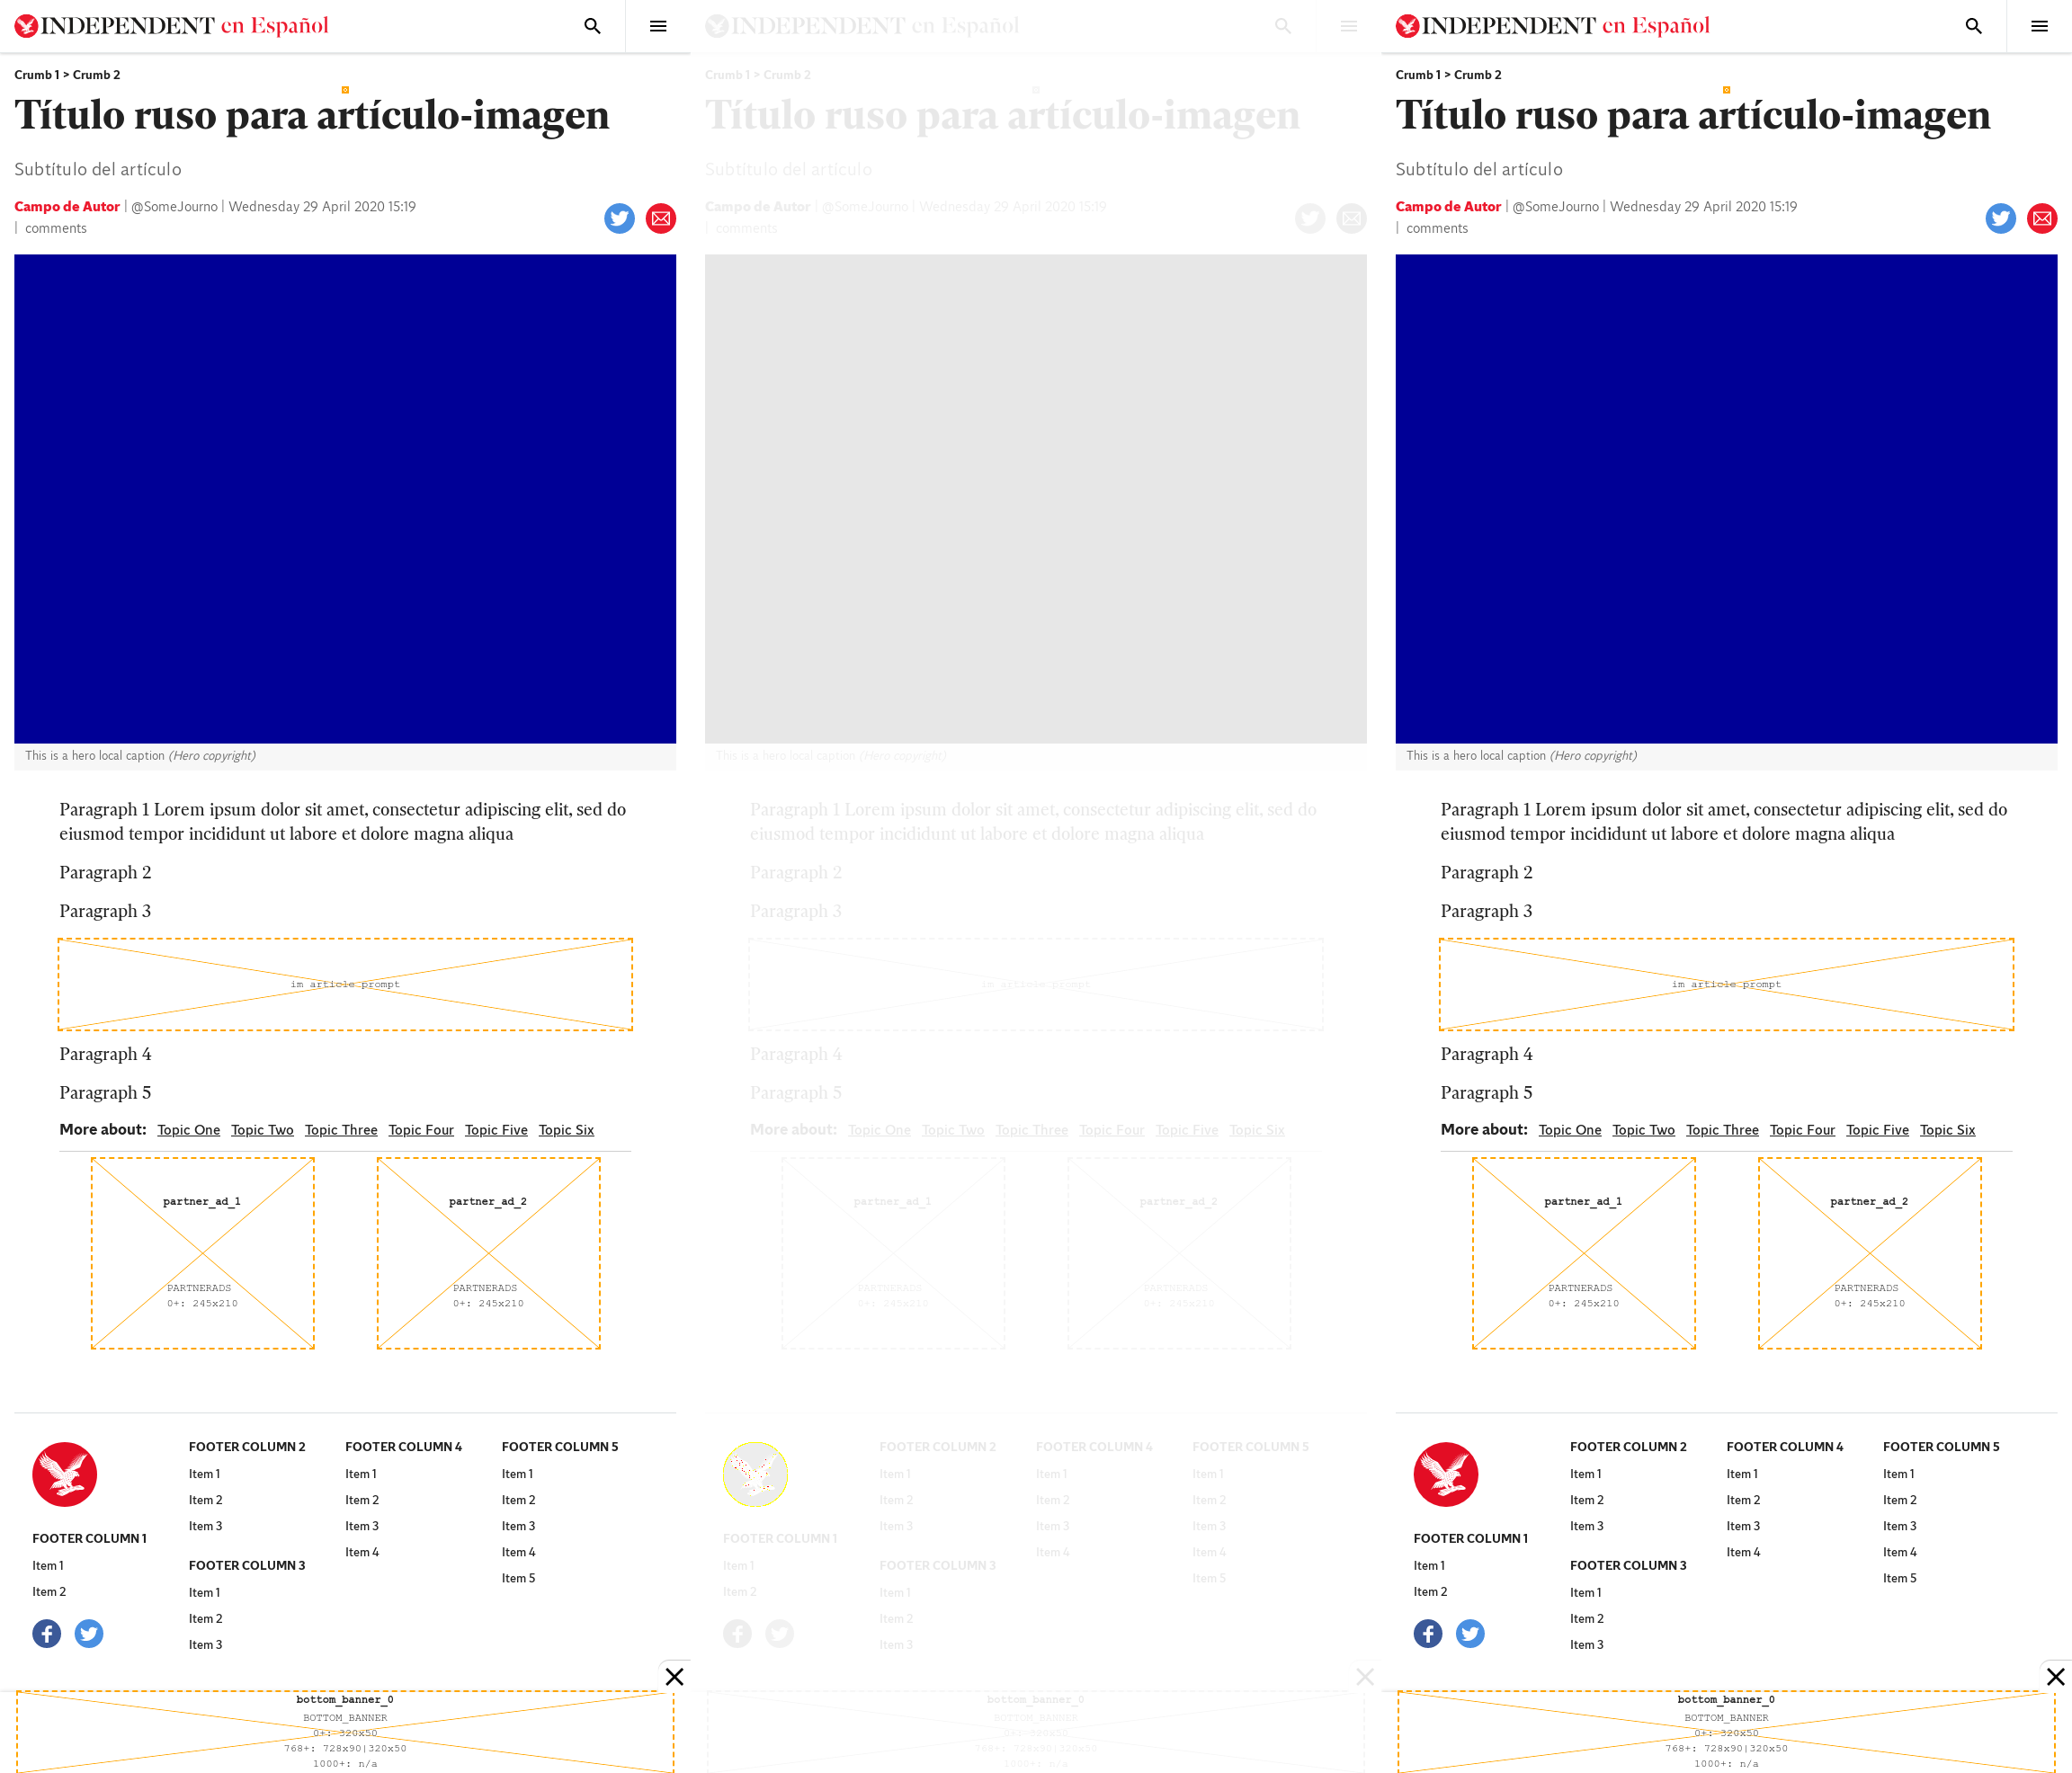 INDEPENDENT en Español
Crumb 1 > Crumb 2
Título ruso para artículo-imagen
Subtítulo del artículo
Campo de Autor | @SomeJourno | Wednesday 29 April 2020 15:19
| comments
This is a hero local caption (Hero copyright)
Paragraph 1 Lorem ipsum dolor sit amet, consectetur adipiscing elit, sed do
eiusmod tempor incididunt ut labore et dolore magna aliqua
Paragraph 2
Paragraph 3
im article prompt
Paragraph 4
Paragraph 5
More about: Topic One Topic Two Topic Three Topic Four Topic Five Topic Six
partner_ad_1
PARTNERADS
0+: 245x210
partner_ad_2
PARTNERADS
0+: 245x210
FOOTER COLUMN 1
Item 1
Item 2
FOOTER COLUMN 2
Item 1
Item 2
Item 3
FOOTER COLUMN 3
Item 1
Item 2
Item 3
FOOTER COLUMN 4
Item 1
Item 2
Item 3
Item 4
FOOTER COLUMN 5
Item 1
Item 2
Item 3
Item 4
Item 5
bottom_banner_0
BOTTOM_BANNER
0+: 320x50
768+: 728x90|320x50
1000+: n/a
INDEPENDENT en Español
Crumb 1 > Crumb 2
Título ruso para artículo-imagen
Subtítulo del artículo
Campo de Autor | @SomeJourno | Wednesday 29 April 2020 15:19
| comments
This is a hero local caption (Hero copyright)
Paragraph 1 Lorem ipsum dolor sit amet, consectetur adipiscing elit, sed do
eiusmod tempor incididunt ut labore et dolore magna aliqua
Paragraph 2
Paragraph 3
im article prompt
Paragraph 4
Paragraph 5
More about: Topic One Topic Two Topic Three Topic Four Topic Five Topic Six
partner_ad_1
PARTNERADS
0+: 245x210
partner_ad_2
PARTNERADS
0+: 245x210
FOOTER COLUMN 1
Item 1
Item 2
FOOTER COLUMN 2
Item 1
Item 2
Item 3
FOOTER COLUMN 3
Item 1
Item 2
Item 3
FOOTER COLUMN 4
Item 1
Item 2
Item 3
Item 4
FOOTER COLUMN 5
Item 1
Item 2
Item 3
Item 4
Item 5
bottom_banner_0
BOTTOM_BANNER
0+: 320x50
768+: 728x90|320x50
1000+: n/a
INDEPENDENT en Español
Crumb 1 > Crumb 2
Título ruso para artículo-imagen
Subtítulo del artículo
Campo de Autor | @SomeJourno | Wednesday 29 April 2020 15:19
| comments
This is a hero local caption (Hero copyright)
Paragraph 1 Lorem ipsum dolor sit amet, consectetur adipiscing elit, sed do
eiusmod tempor incididunt ut labore et dolore magna aliqua
Paragraph 2
Paragraph 3
im article prompt
Paragraph 4
Paragraph 5
More about: Topic One Topic Two Topic Three Topic Four Topic Five Topic Six
partner_ad_1
PARTNERADS
0+: 245x210
partner_ad_2
PARTNERADS
0+: 245x210
FOOTER COLUMN 1
Item 1
Item 2
FOOTER COLUMN 2
Item 1
Item 2
Item 3
FOOTER COLUMN 3
Item 1
Item 2
Item 3
FOOTER COLUMN 4
Item 1
Item 2
Item 3
Item 4
FOOTER COLUMN 5
Item 1
Item 2
Item 3
Item 4
Item 5
bottom_banner_0
BOTTOM_BANNER
0+: 320x50
768+: 728x90|320x50
1000+: n/a